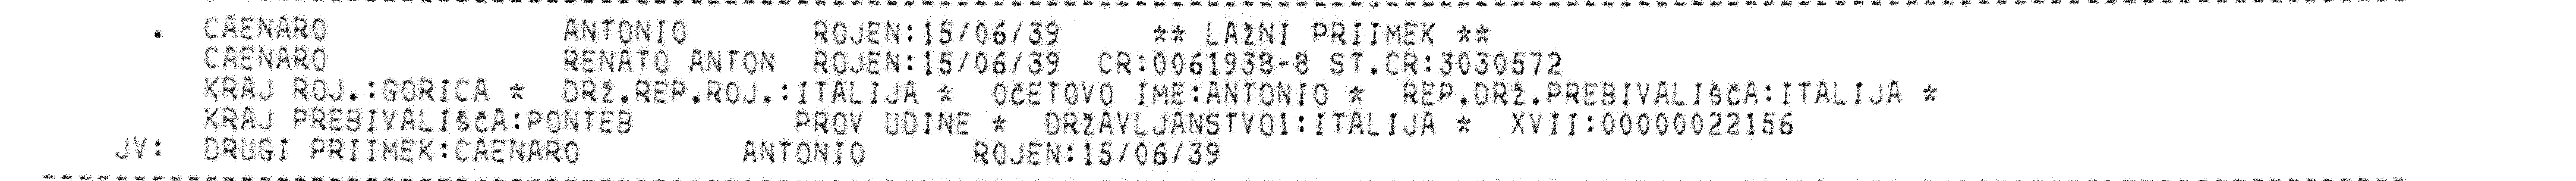 . CAENARO ANTONIO ROJEN:15/06/39 ** LAŽNI PRIIMEK **
CAENARO RENATO ANTON ROJEN:15/06/39 CR:0061938-8 ST.CR:3030572
KRAJ ROJ.:GORICA * DRŽ.REP.ROJ.:ITALIJA * OČETOVO IME:ANTONIO * REP.DRŽ.PREBIVALIŠČA:ITALIJA *
KRAJ PREBIVALIŠČA:PONTEB PROV UDINE * DRŽAVLJANSTVO1:ITALIJA * XVII:00000022156
JV: DRUGI PRIIMEK:CAENARO ANTONIO ROJEN:15/06/39